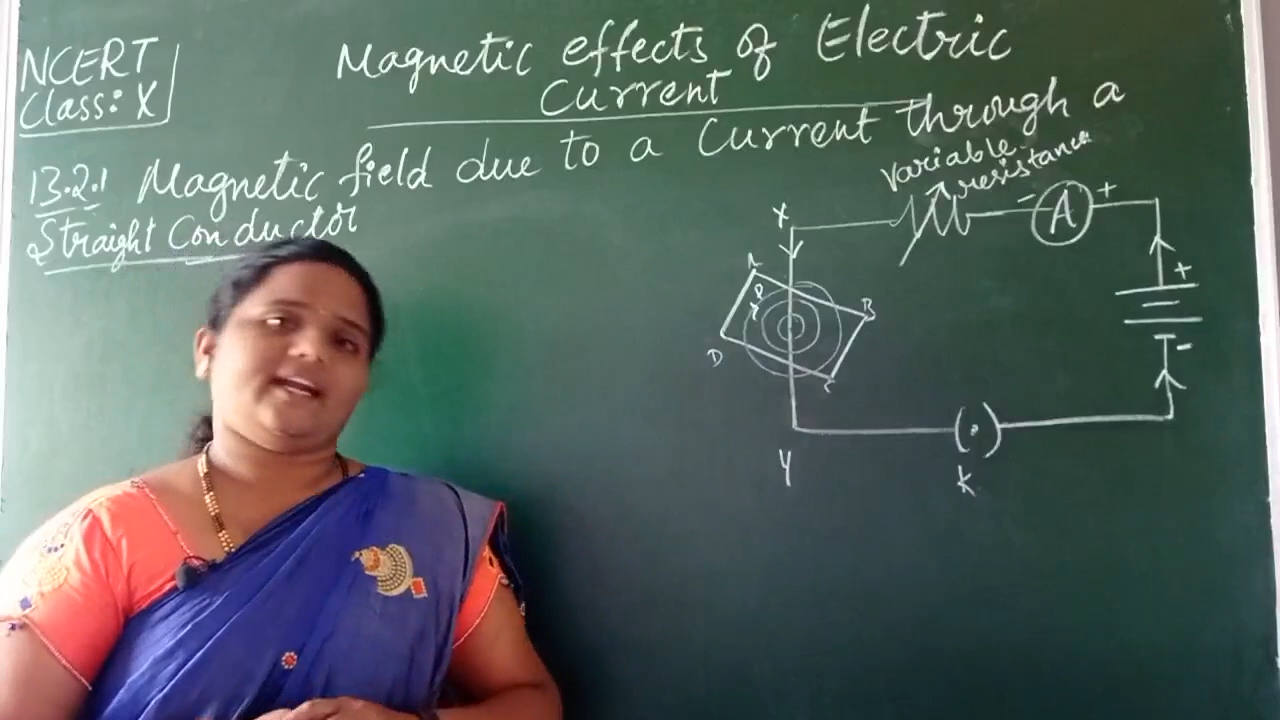 NCERT
Class: X
Magnetic effects of Electric
Current
13.2.1 Magnetic field due to a Current through a
Straight Conductor
Variable
resistance
X
- A +
A
P
B
D
C
+
-
Y
K